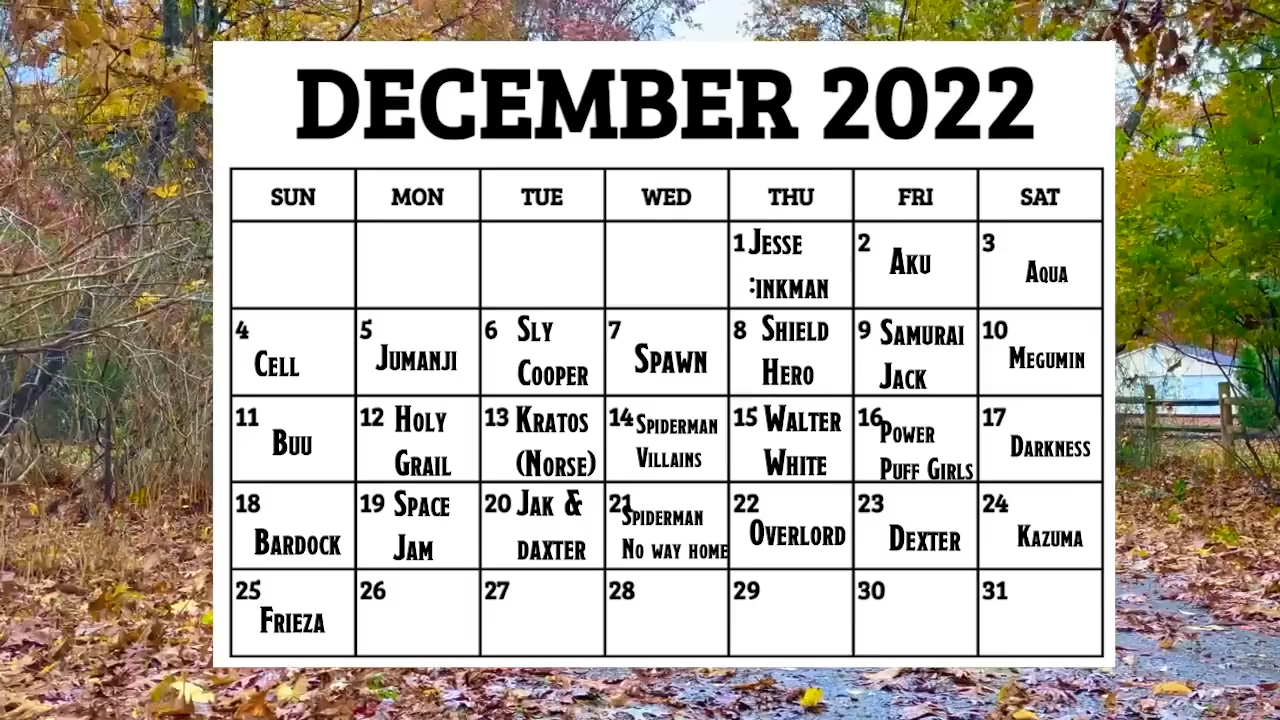 DECEMBER 2022
SUN MON TUE WED THU FRI SAT
1 Jesse
:inkman
2 Aku
3 Aqua
4 Cell
5 Jumanji
6 Sly
Cooper
7 Spawn
8 Shield
Hero
9 Samurai
Jack
10 Megumin
11 Buu
12 Holy
Grail
13 Kratos
(Norse)
14 Spiderman
Villains
15 Walter
White
16 Power
Puff Girls
17 Darkness
18 Bardock
19 Space
Jam
20 Jak &
daxter
21 Spiderman
No way home
22 Overlord
23 Dexter
24 Kazuma
25 Frieza
26
27
28
29
30
31